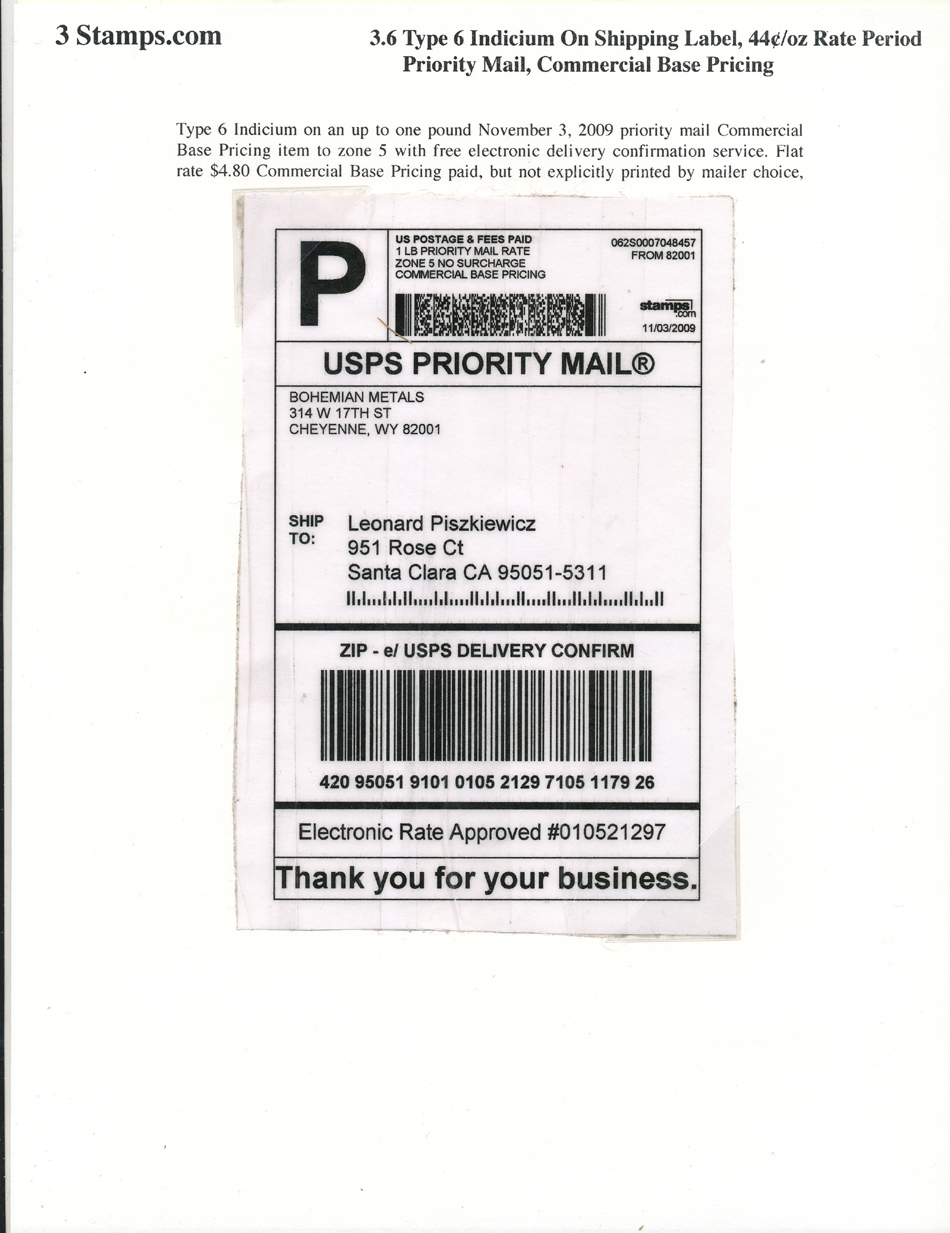 3 Stamps.com
3.6 Type 6 Indicium On Shipping Label, 44¢/oz Rate Period
Priority Mail, Commercial Base Pricing
Type 6 Indicium on an up to one pound November 3, 2009 priority mail Commercial
Base Pricing item to zone 5 with free electronic delivery confirmation service. Flat
rate $4.80 Commercial Base Pricing paid, but not explicitly printed by mailer choice,
P
US POSTAGE & FEES PAID
1 LB PRIORITY MAIL RATE
ZONE 5 NO SURCHARGE
COMMERCIAL BASE PRICING
062S0007048457
FROM 82001
stamps
.com
11/03/2009
USPS PRIORITY MAIL®
BOHEMIAN METALS
314 W 17TH ST
CHEYENNE, WY 82001
SHIP
TO:
Leonard Piszkiewicz
951 Rose Ct
Santa Clara CA 95051-5311
ZIP - e/ USPS DELIVERY CONFIRM
420 95051 9101 0105 2129 7105 1179 26
Electronic Rate Approved #010521297
Thank you for your business.